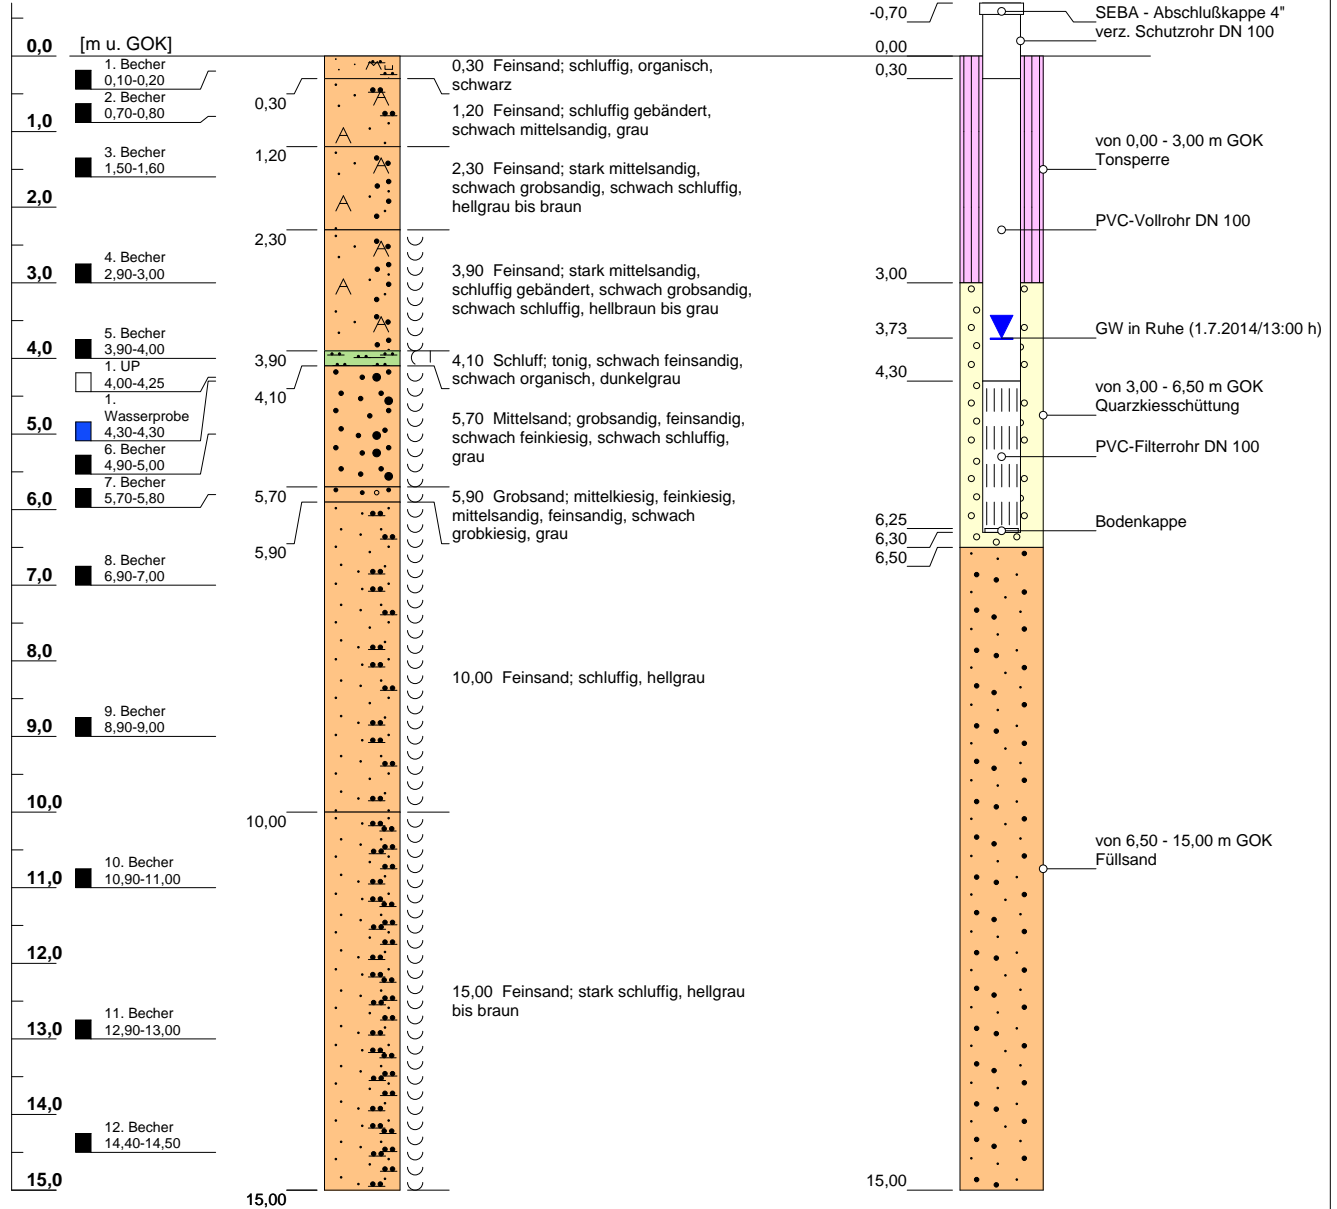 0,0
[m u. GOK]
1,0
2,0
3,0
4,0
5,0
6,0
7,0
8,0
9,0
10,0
11,0
12,0
13,0
14,0
15,0
1. Becher
0,10-0,20
2. Becher
0,70-0,80
3. Becher
1,50-1,60
4. Becher
2,90-3,00
5. Becher
3,90-4,00
1. UP
4,00-4,25
1.
Wasserprobe
4,30-4,30
6. Becher
4,90-5,00
7. Becher
5,70-5,80
8. Becher
6,90-7,00
9. Becher
8,90-9,00
10. Becher
10,90-11,00
11. Becher
12,90-13,00
12. Becher
14,40-14,50
0,30
1,20
2,30
3,90
4,10
5,70
5,90
10,00
15,00
0,30 Feinsand; schluffig, organisch,
schwarz
1,20 Feinsand; schluffig gebändert,
schwach mittelsandig, grau
2,30 Feinsand; stark mittelsandig,
schwach grobsandig, schwach schluffig,
hellgrau bis braun
3,90 Feinsand; stark mittelsandig,
schluffig gebändert, schwach grobsandig,
schwach schluffig, hellbraun bis grau
4,10 Schluff; tonig, schwach feinsandig,
schwach organisch, dunkelgrau
5,70 Mittelsand; grobsandig, feinsandig,
schwach feinkiesig, schwach schluffig,
grau
5,90 Grobsand; mittelkiesig, feinkiesig,
mittelsandig, feinsandig, schwach
grobkiesig, grau
10,00 Feinsand; schluffig, hellgrau
15,00 Feinsand; stark schluffig, hellgrau
bis braun
-0,70
0,00
0,30
3,00
3,73
4,30
6,25
6,30
6,50
15,00
SEBA - Abschlußkappe 4"
verz. Schutzrohr DN 100
von 0,00 - 3,00 m GOK
Tonsperre
PVC-Vollrohr DN 100
GW in Ruhe (1.7.2014/13:00 h)
von 3,00 - 6,50 m GOK
Quarzkiesschüttung
PVC-Filterrohr DN 100
Bodenkappe
von 6,50 - 15,00 m GOK
Füllsand